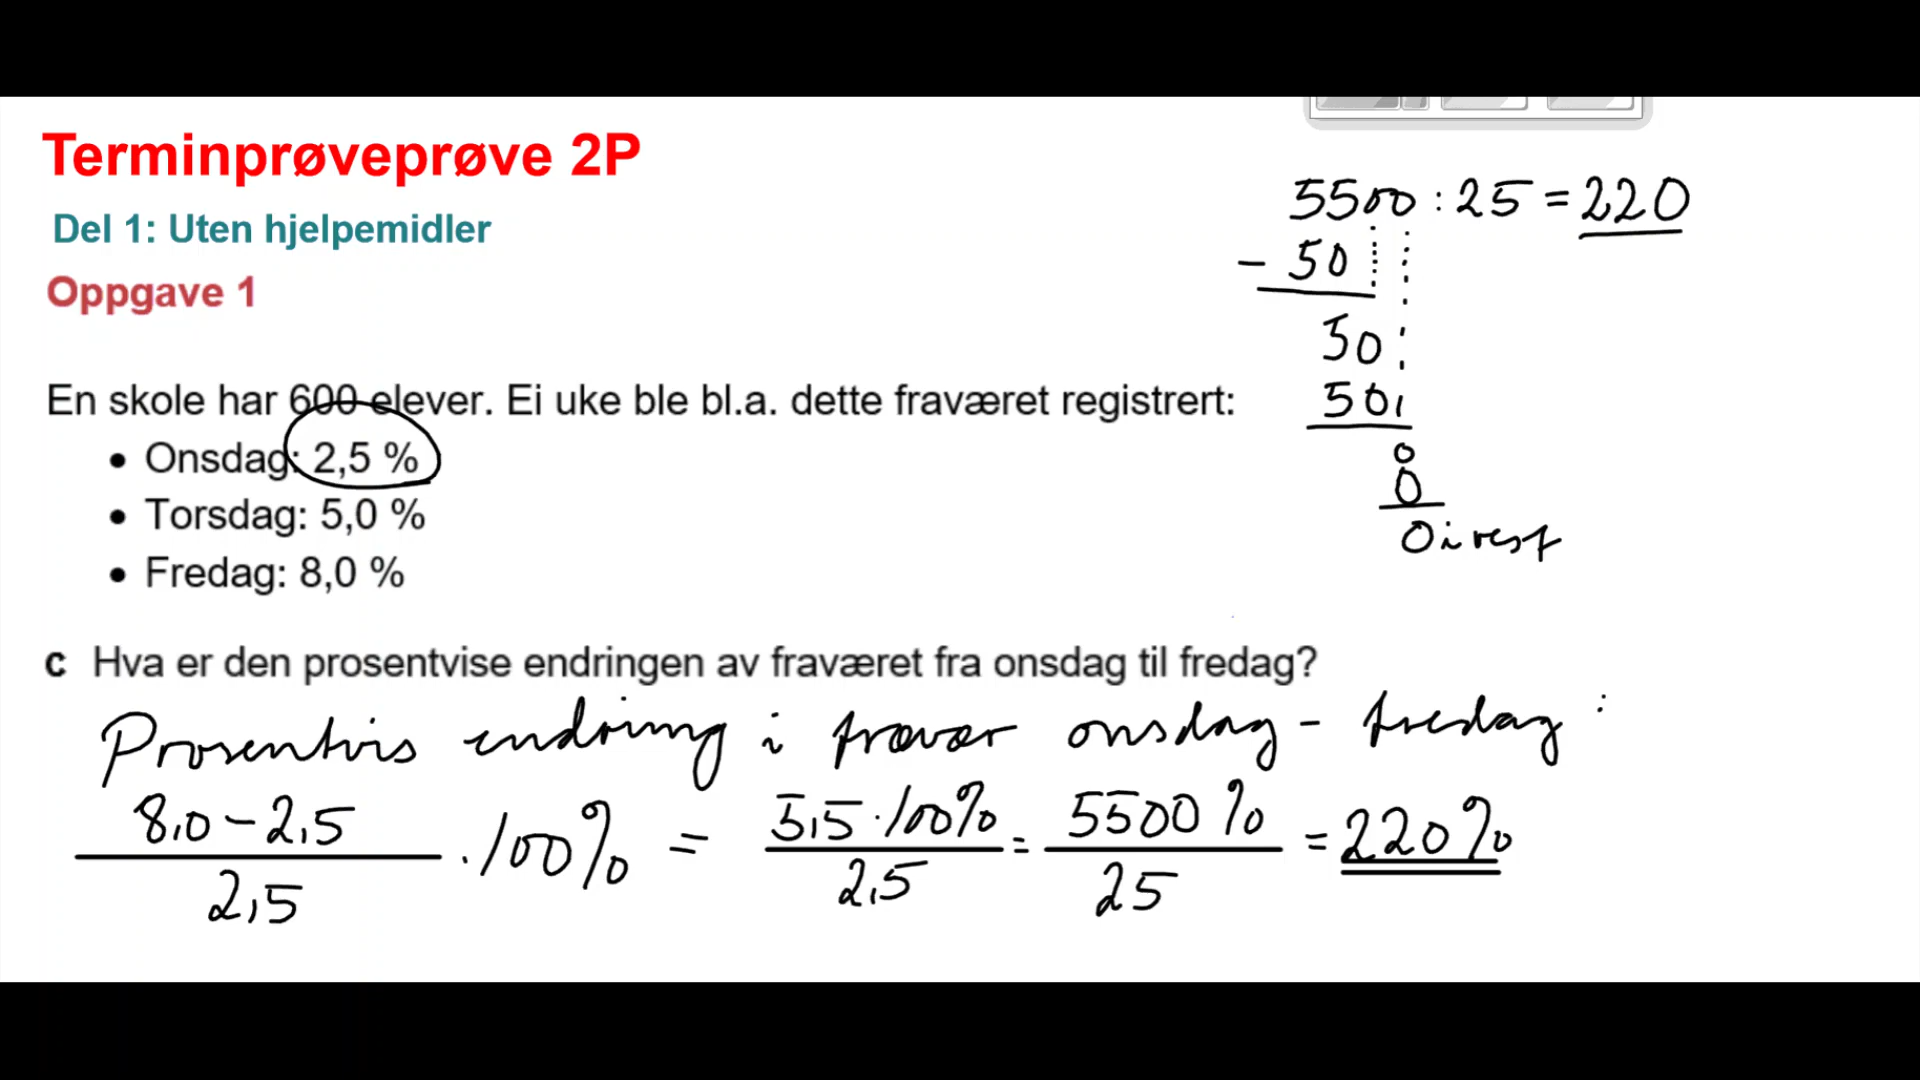 Terminprøveprøve 2P
Del 1: Uten hjelpemidler
Oppgave 1
En skole har 600 elever. Ei uke ble bl.a. dette fraværet registrert:
• Onsdag: 2,5 %
• Torsdag: 5,0 %
• Fredag: 8,0 %
5500 : 25 = 220
- 50
50
50
0
0
0 i rest
c Hva er den prosentvise endringen av fraværet fra onsdag til fredag?
Prosentvis endring i fravær onsdag - fredag :
8,0 - 2,5 / 2,5 · 100% = 5,5 · 100% / 2,5 = 5500 % / 25 = 220%